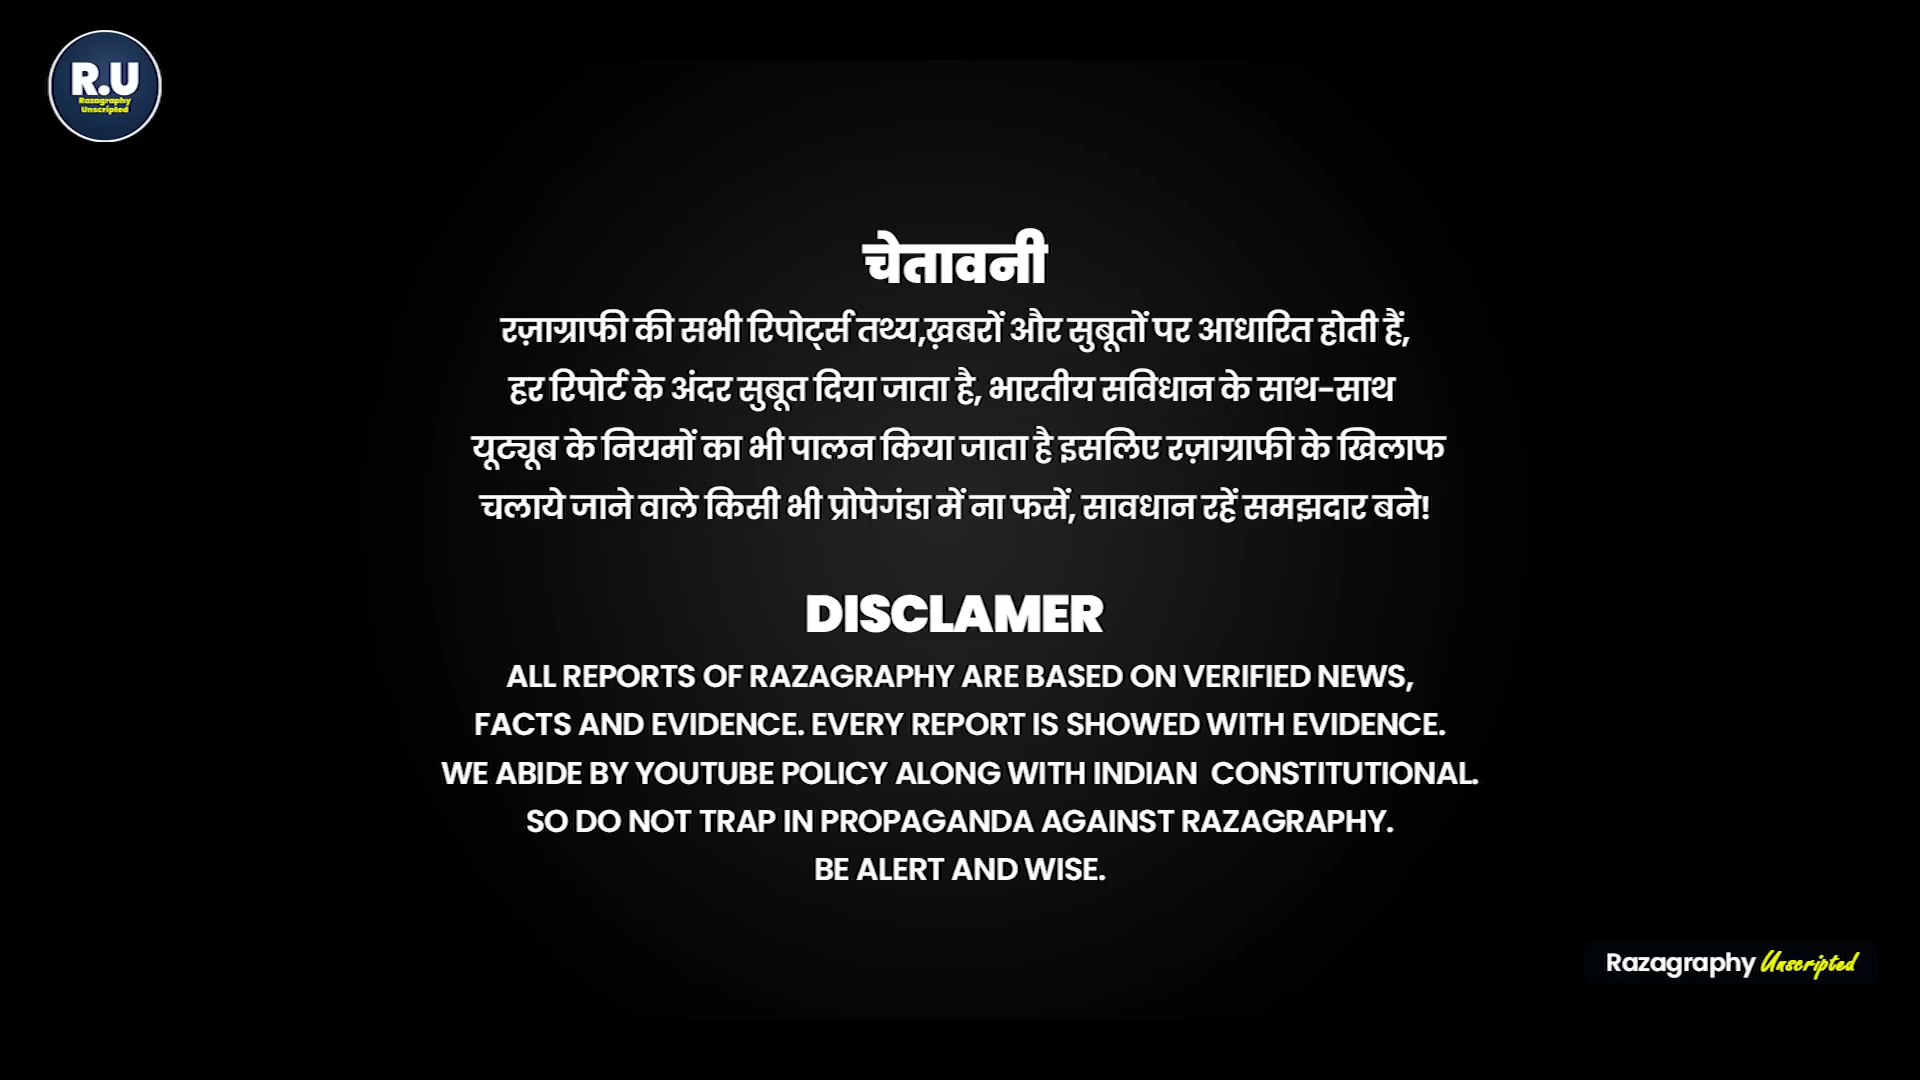 R.U
Razagraphy
Unscripted
चेतावनी
रज़ाग्राफी की सभी रिपोर्ट्स तथ्य,ख़बरों और सुबूतों पर आधारित होती हैं,
हर रिपोर्ट के अंदर सुबूत दिया जाता है, भारतीय सविधान के साथ-साथ
यूट्यूब के नियमों का भी पालन किया जाता है इसलिए रज़ाग्राफी के खिलाफ
चलाये जाने वाले किसी भी प्रोपेगंडा में ना फसें, सावधान रहें समझदार बने!
DISCLAMER
ALL REPORTS OF RAZAGRAPHY ARE BASED ON VERIFIED NEWS,
FACTS AND EVIDENCE. EVERY REPORT IS SHOWED WITH EVIDENCE.
WE ABIDE BY YOUTUBE POLICY ALONG WITH INDIAN  CONSTITUTIONAL.
SO DO NOT TRAP IN PROPAGANDA AGAINST RAZAGRAPHY.
BE ALERT AND WISE.
Razagraphy Unscripted